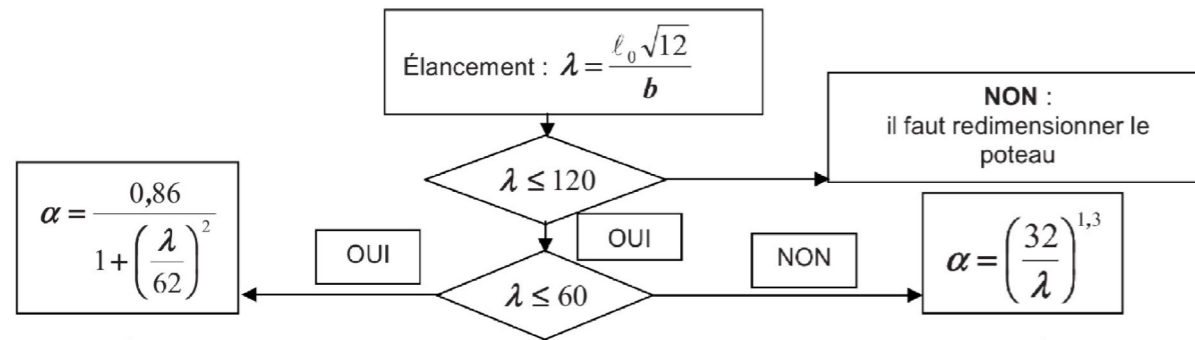 Élancement : λ = ℓ₀√12 / b
NON :
il faut redimensionner le
poteau
λ ≤ 120
α = 0,86 / (1 + (λ/62)²)
OUI
OUI
NON
α = (32/λ)^1,3
λ ≤ 60